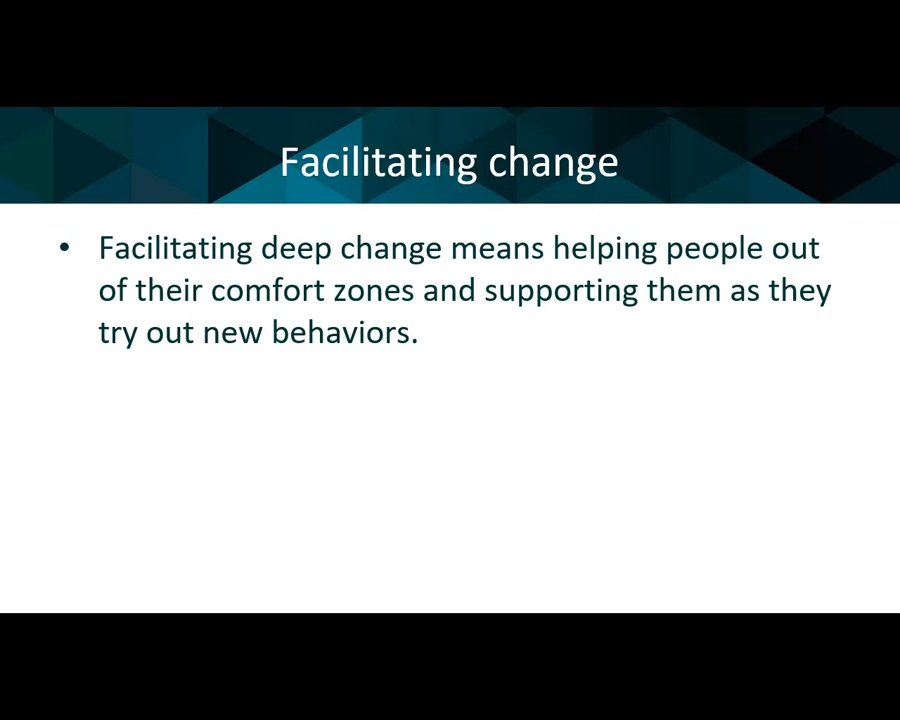 Facilitating change
• Facilitating deep change means helping people out
of their comfort zones and supporting them as they
try out new behaviors.